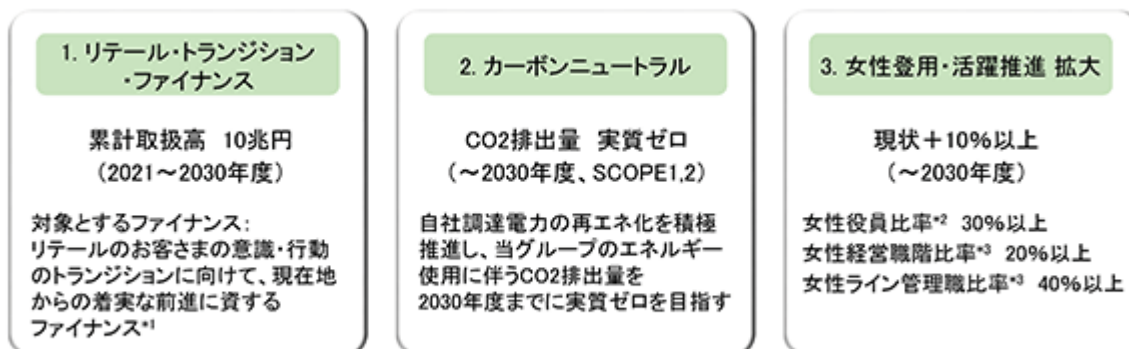 1. リテール・トランジション
・ファイナンス
累計取扱高 10兆円
(2021～2030年度)
対象とするファイナンス:
リテールのお客さまの意識・行動
のトランジションに向けて、現在地
からの着実な前進に資する
ファイナンス*1
2. カーボンニュートラル
CO2排出量 実質ゼロ
(～2030年度、SCOPE1,2)
自社調達電力の再エネ化を積極
推進し、当グループのエネルギー
使用に伴うCO2排出量を
2030年度までに実質ゼロを目指す
3. 女性登用・活躍推進 拡大
現状＋10%以上
(～2030年度)
女性役員比率*2 30%以上
女性経営職階比率*3 20%以上
女性ライン管理職比率*3 40%以上